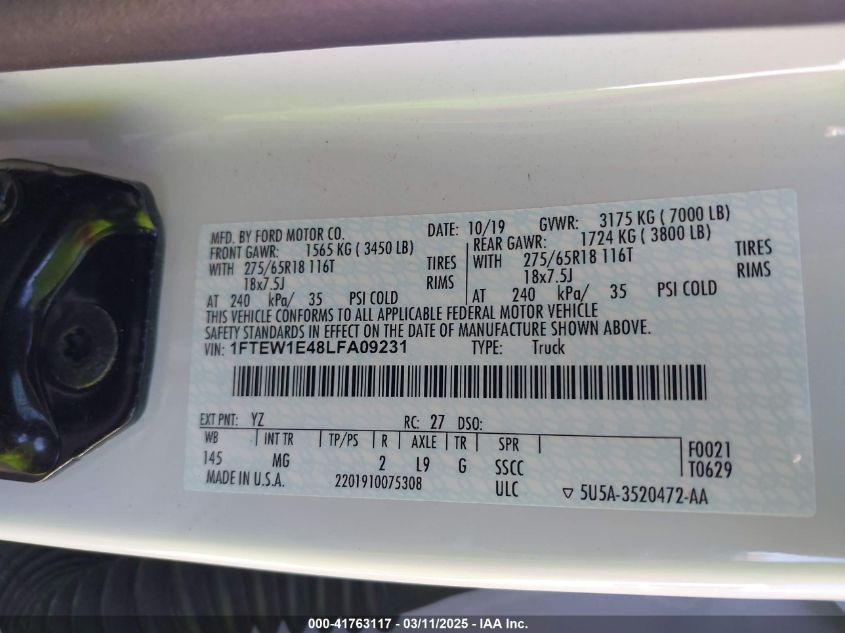 MFD. BY FORD MOTOR CO. DATE: 10/19 GVWR: 3175 KG ( 7000 LB)
FRONT GAWR: 1565 KG ( 3450 LB) REAR GAWR: 1724 KG ( 3800 LB)
WITH 275/65R18 116T TIRES WITH 275/65R18 116T TIRES
18x7.5J RIMS 18x7.5J RIMS
AT 240 kPa/ 35 PSI COLD AT 240 kPa/ 35 PSI COLD
THIS VEHICLE CONFORMS TO ALL APPLICABLE FEDERAL MOTOR VEHICLE
SAFETY STANDARDS IN EFFECT ON THE DATE OF MANUFACTURE SHOWN ABOVE.
VIN: 1FTEW1E48LFA09231 TYPE: Truck
EXT PNT: YZ RC: 27 DSO:
WB INT TR TP/PS R AXLE TR SPR F0021
145 MG 2 L9 G SSCC T0629
MADE IN U.S.A. 2201910075308 ULC ▽ 5U5A-3520472-AA
000-41763117 - 03/11/2025 - IAA Inc.